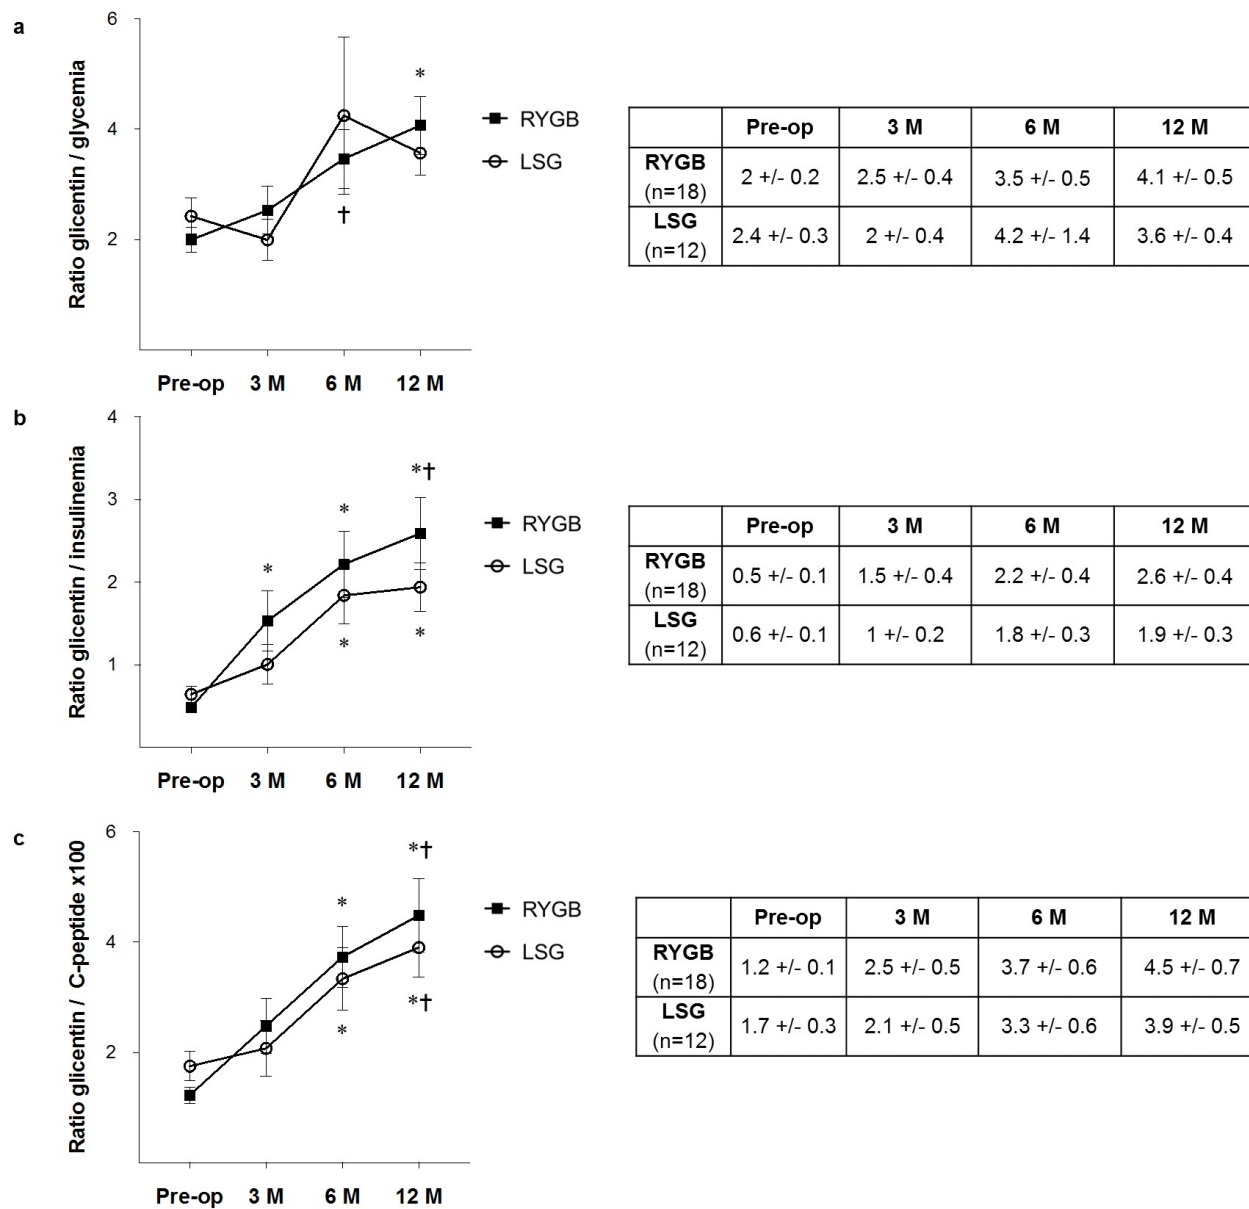 a
Ratio glicentin / glycemia
6
4
2
*
†
Pre-op 3 M 6 M 12 M
RYGB
LSG
Pre-op 3 M 6 M 12 M
RYGB (n=18) 2 +/- 0.2 2.5 +/- 0.4 3.5 +/- 0.5 4.1 +/- 0.5
LSG (n=12) 2.4 +/- 0.3 2 +/- 0.4 4.2 +/- 1.4 3.6 +/- 0.4
b
Ratio glicentin / insulinemia
4
3
2
1
*†
*
*
*
*
Pre-op 3 M 6 M 12 M
RYGB
LSG
Pre-op 3 M 6 M 12 M
RYGB (n=18) 0.5 +/- 0.1 1.5 +/- 0.4 2.2 +/- 0.4 2.6 +/- 0.4
LSG (n=12) 0.6 +/- 0.1 1 +/- 0.2 1.8 +/- 0.3 1.9 +/- 0.3
c
Ratio glicentin / C-peptide x100
6
4
2
*†
*
*†
*
Pre-op 3 M 6 M 12 M
RYGB
LSG
Pre-op 3 M 6 M 12 M
RYGB (n=18) 1.2 +/- 0.1 2.5 +/- 0.5 3.7 +/- 0.6 4.5 +/- 0.7
LSG (n=12) 1.7 +/- 0.3 2.1 +/- 0.5 3.3 +/- 0.6 3.9 +/- 0.5